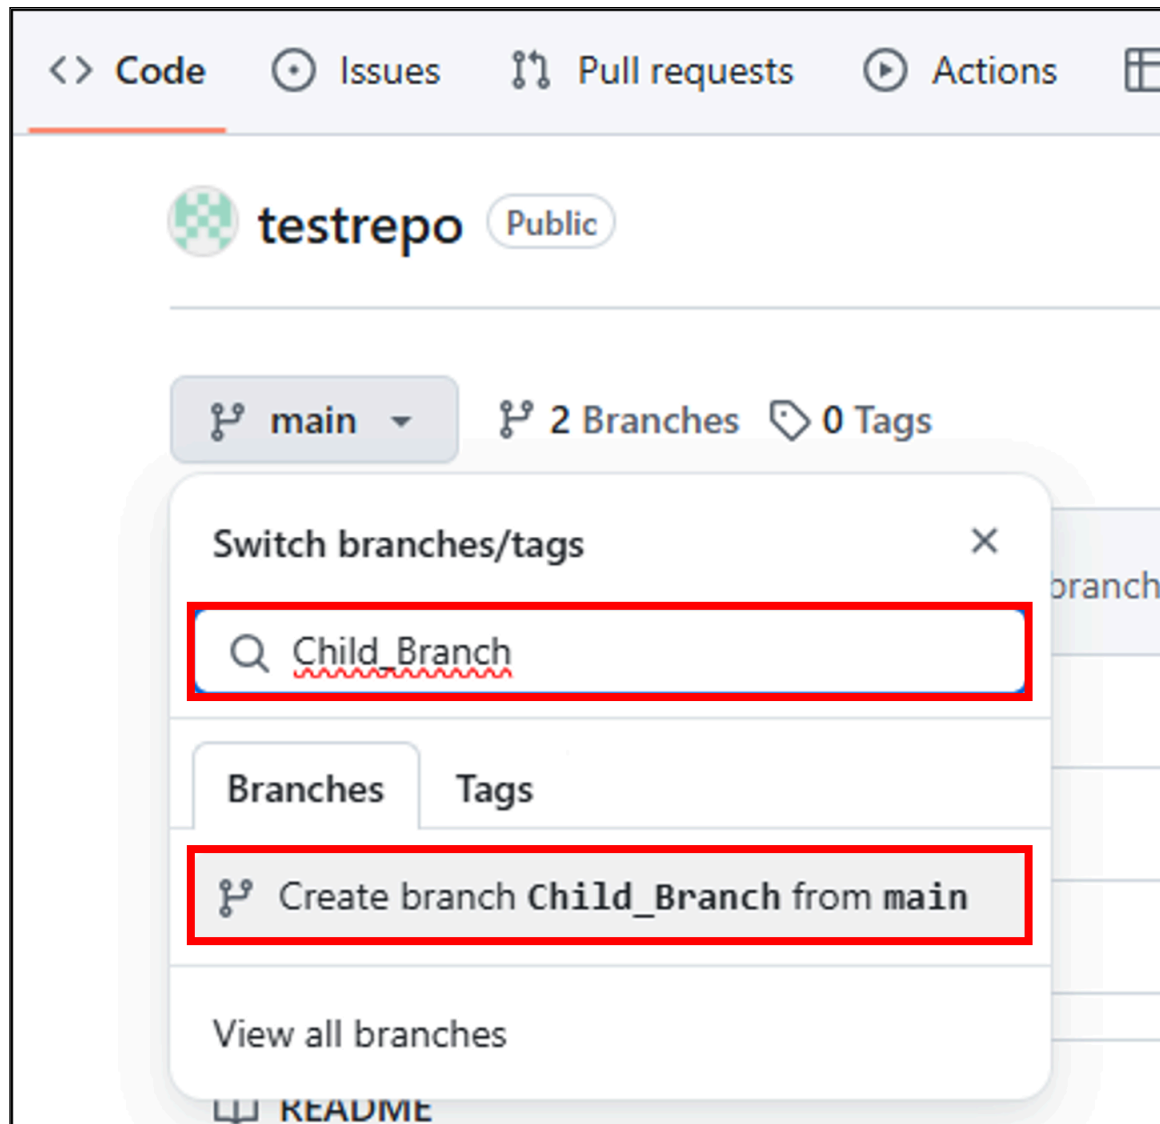 Code Issues Pull requests Actions
testrepo Public
main 2 Branches 0 Tags
Switch branches/tags
branch
Child_Branch
Branches Tags
Create branch Child_Branch from main
View all branches
README